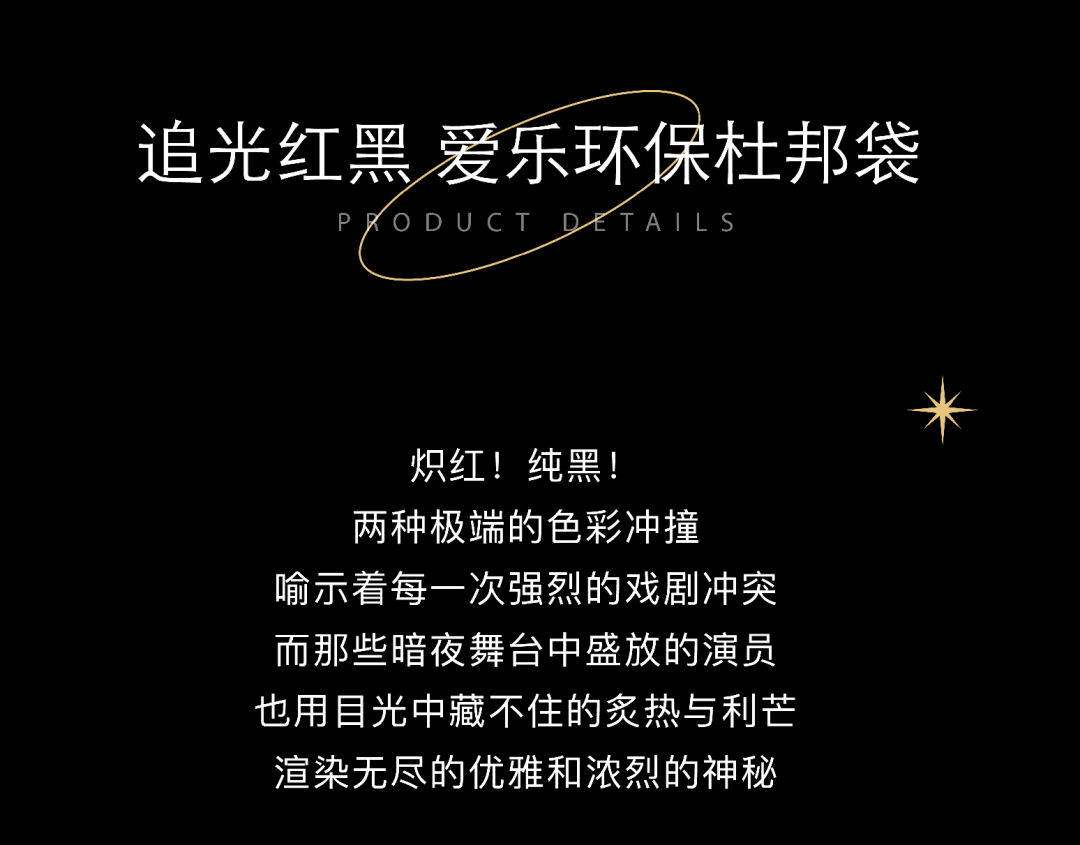 追光红黑 爱乐环保杜邦袋
PRODUCT DETAILS
炽红！纯黑！
两种极端的色彩冲撞
喻示着每一次强烈的戏剧冲突
而那些暗夜舞台中盛放的演员
也用目光中藏不住的炙热与利芒
渲染无尽的优雅和浓烈的神秘